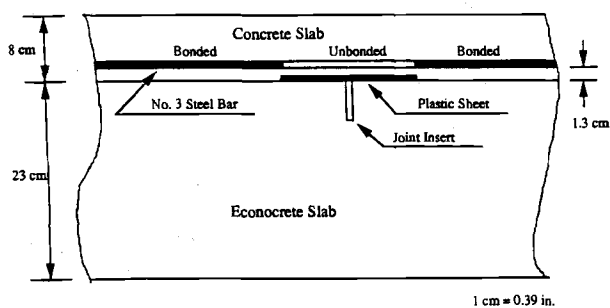 Concrete Slab
8 cm
Bonded
Unbonded
Bonded
No. 3 Steel Bar
Plastic Sheet
1.3 cm
Joint Insert
23 cm
Econocrete Slab
1 cm = 0.39 in.